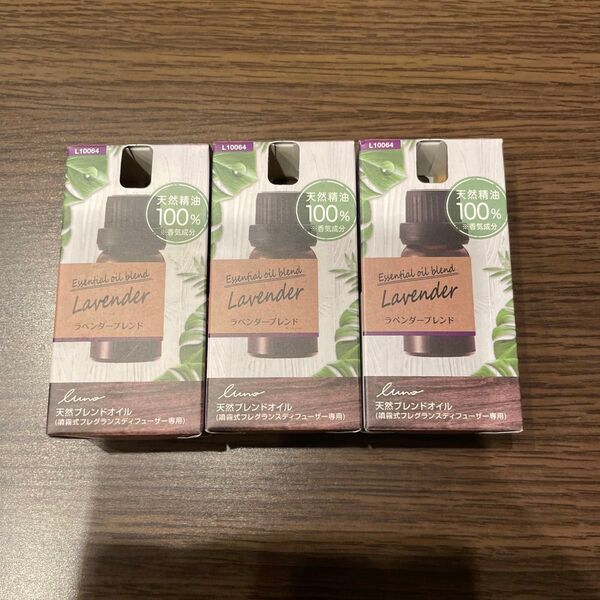 L10064
天然精油
100%
※香気成分
Essential oil blend
Lavender
ラベンダーブレンド
Luno
天然ブレンドオイル
(噴霧式フレグランスディフューザー専用)
L10064
天然精油
100%
※香気成分
Essential oil blend
Lavender
ラベンダーブレンド
Luno
天然ブレンドオイル
(噴霧式フレグランスディフューザー専用)
L10064
天然精油
100%
※香気成分
Essential oil blend
Lavender
ラベンダーブレンド
Luno
天然ブレンドオイル
(噴霧式フレグランスディフューザー専用)